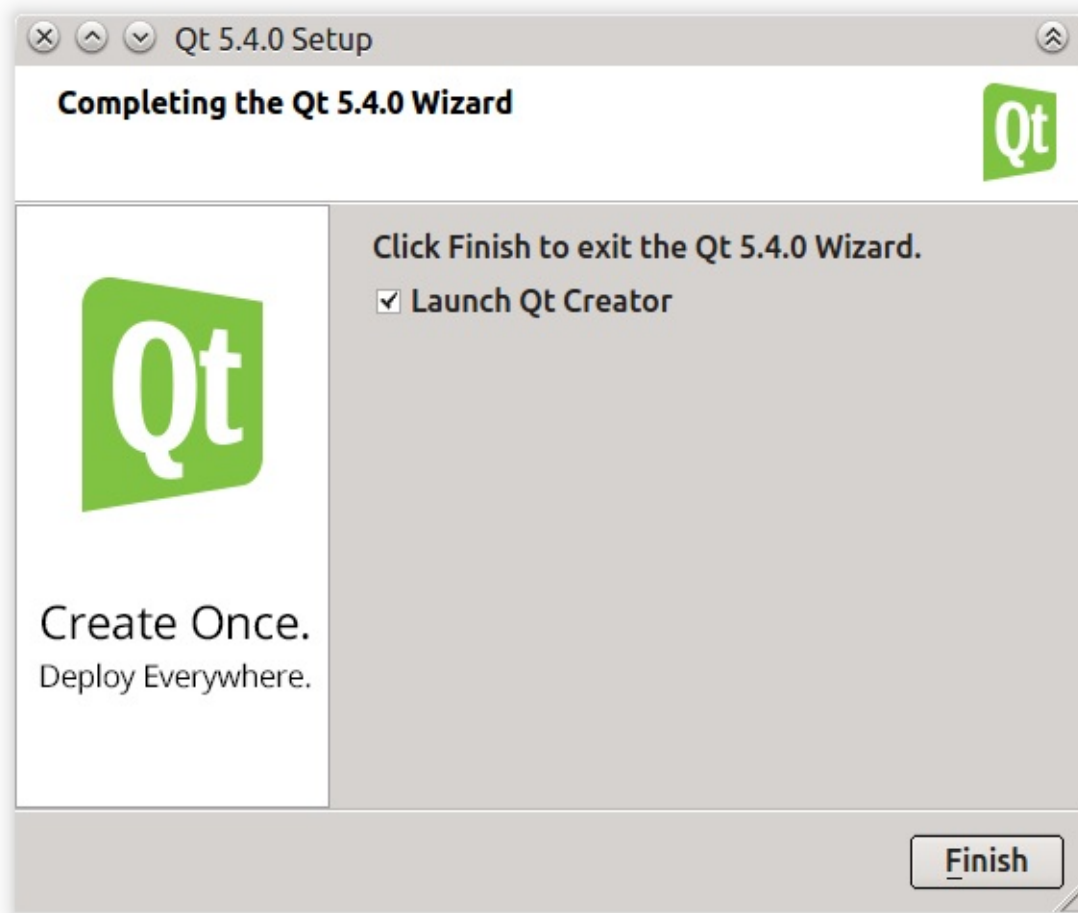 Qt 5.4.0 Setup
Completing the Qt 5.4.0 Wizard
Qt
Click Finish to exit the Qt 5.4.0 Wizard.
Launch Qt Creator
Qt
Create Once.
Deploy Everywhere.
Finish